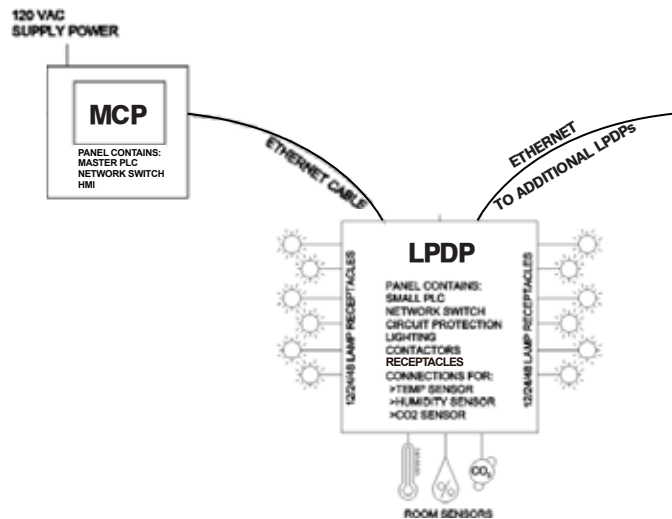 120 VAC
SUPPLY POWER
MCP
PANEL CONTAINS:
MASTER PLC
NETWORK SWITCH
HMI
ETHERNET CABLE
ETHERNET
TO ADDITIONAL LPDPs
LPDP
12/24/48 LAMP RECEPTACLES
PANEL CONTAINS:
SMALL PLC
NETWORK SWITCH
CIRCUIT PROTECTION
LIGHTING
CONTACTORS
RECEPTACLES
CONNECTIONS FOR:
>TEMP SENSOR
>HUMIDITY SENSOR
>CO2 SENSOR
12/24/48 LAMP RECEPTACLES
%
CO₂
ROOM SENSORS